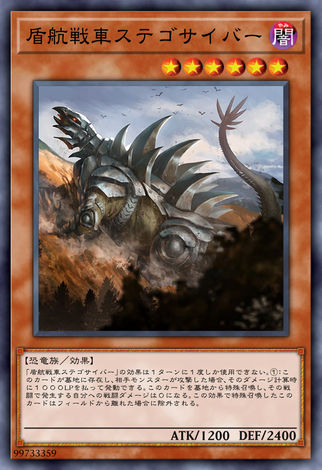 盾航戦車ステゴサイバー
闇
やみ
【恐竜族／効果】
「盾航戦車ステゴサイバー」の効果は１ターンに１度しか使用できない。①：
このカードが墓地に存在し、相手モンスターが攻撃した場合、そのダメージ計算時
に１０００LPを払って発動できる。このカードを墓地から特殊召喚し、その戦
闘で発生する自分への戦闘ダメージは０になる。この効果で特殊召喚したこ
のカードはフィールドから離れた場合に除外される。
ATK/1200 DEF/2400
99733359